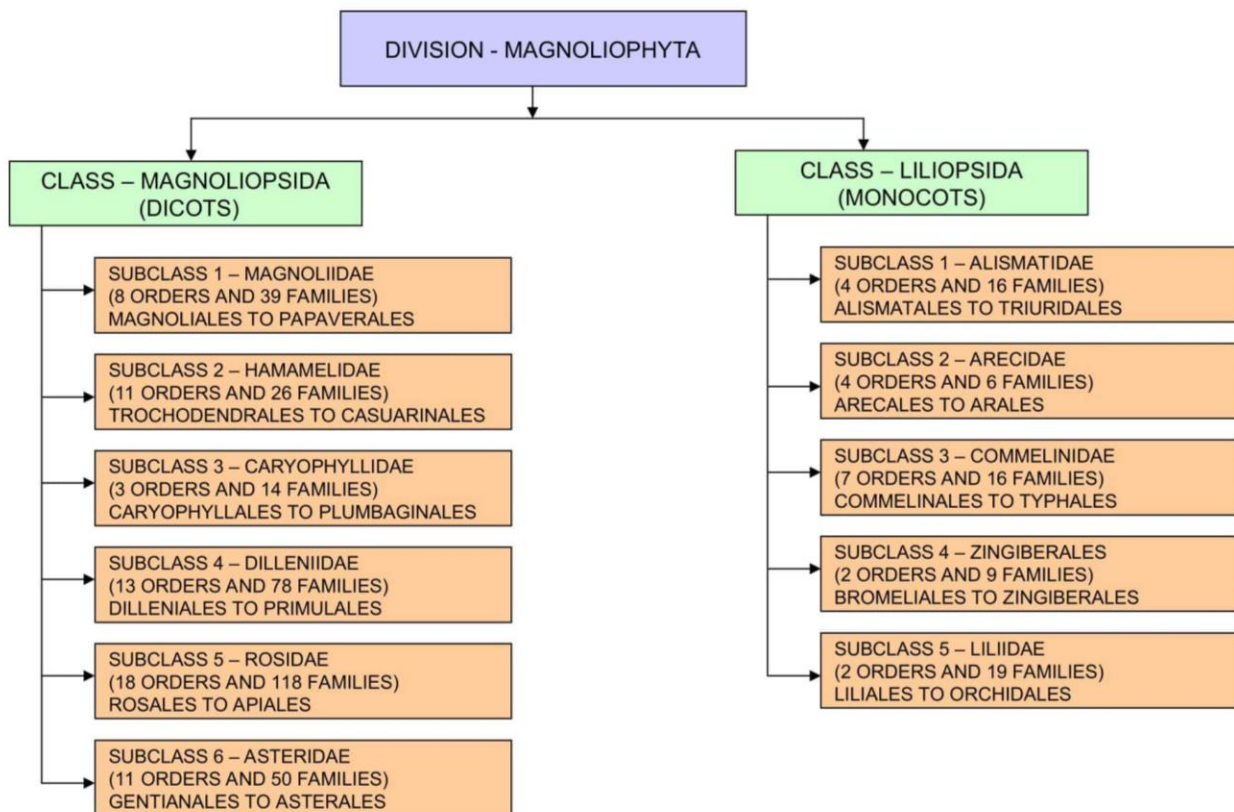 DIVISION - MAGNOLIOPHYTA
CLASS – MAGNOLIOPSIDA
(DICOTS)
SUBCLASS 1 – MAGNOLIIDAE
(8 ORDERS AND 39 FAMILIES)
MAGNOLIALES TO PAPAVERALES
SUBCLASS 2 – HAMAMELIDAE
(11 ORDERS AND 26 FAMILIES)
TROCHODENDRALES TO CASUARINALES
SUBCLASS 3 – CARYOPHYLLIDAE
(3 ORDERS AND 14 FAMILIES)
CARYOPHYLLALES TO PLUMBAGINALES
SUBCLASS 4 – DILLENIIDAE
(13 ORDERS AND 78 FAMILIES)
DILLENIALES TO PRIMULALES
SUBCLASS 5 – ROSIDAE
(18 ORDERS AND 118 FAMILIES)
ROSALES TO APIALES
SUBCLASS 6 – ASTERIDAE
(11 ORDERS AND 50 FAMILIES)
GENTIANALES TO ASTERALES
CLASS – LILIOPSIDA
(MONOCOTS)
SUBCLASS 1 – ALISMATIDAE
(4 ORDERS AND 16 FAMILIES)
ALISMATALES TO TRIURIDALES
SUBCLASS 2 – ARECIDAE
(4 ORDERS AND 6 FAMILIES)
ARECALES TO ARALES
SUBCLASS 3 – COMMELINIDAE
(7 ORDERS AND 16 FAMILIES)
COMMELINALES TO TYPHALES
SUBCLASS 4 – ZINGIBERALES
(2 ORDERS AND 9 FAMILIES)
BROMELIALES TO ZINGIBERALES
SUBCLASS 5 – LILIIDAE
(2 ORDERS AND 19 FAMILIES)
LILIALES TO ORCHIDALES